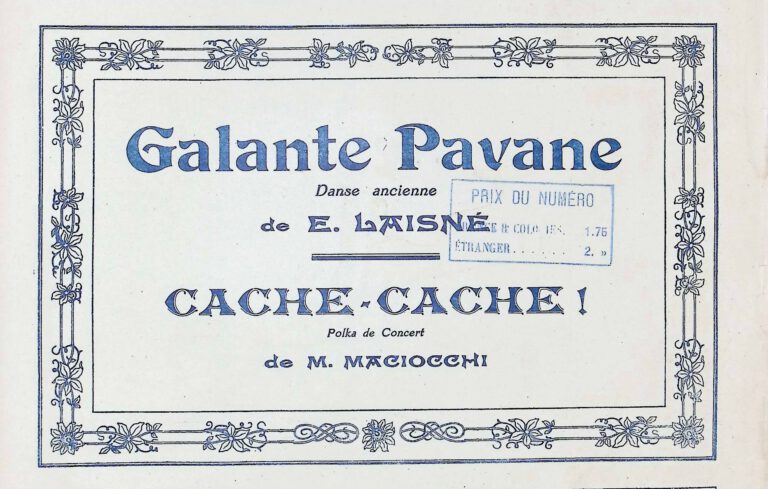 Galante Pavane
Danse ancienne
de E. LAISNÉ
PRIX DU NUMÉRO
& 1.75
ÉTRANGER...... 2. »
CACHE-CACHE !
Polka de Concert
de M. MACIOCCHI